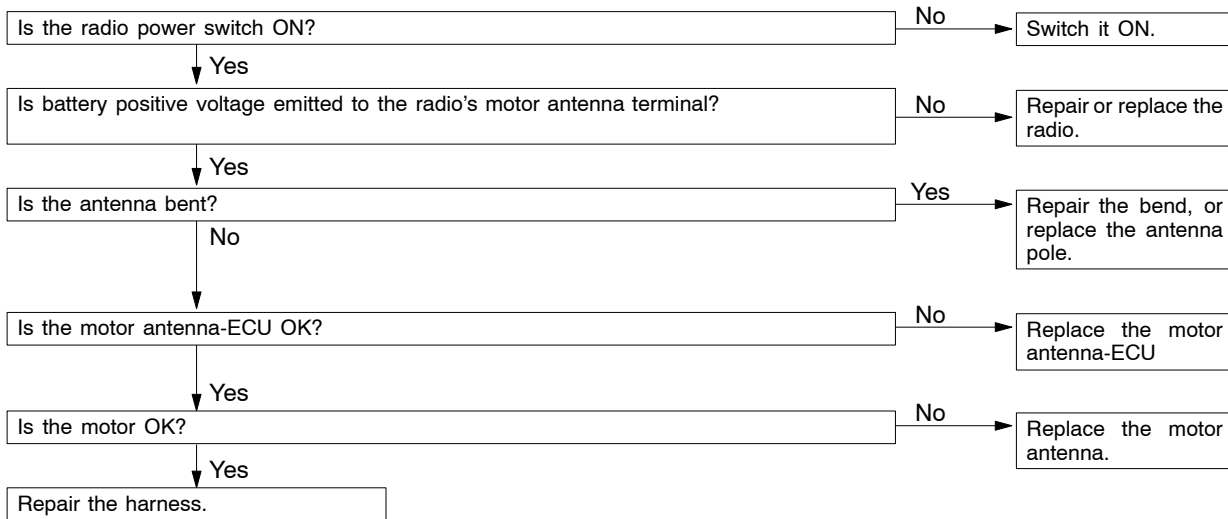 Is the radio power switch ON?
No
Switch it ON.
Yes
Is battery positive voltage emitted to the radio's motor antenna terminal?
No
Repair or replace the
radio.
Yes
Is the antenna bent?
Yes
Repair the bend, or
replace the antenna
pole.
No
Is the motor antenna-ECU OK?
No
Replace the motor
antenna-ECU
Yes
Is the motor OK?
No
Replace the motor
antenna.
Yes
Repair the harness.